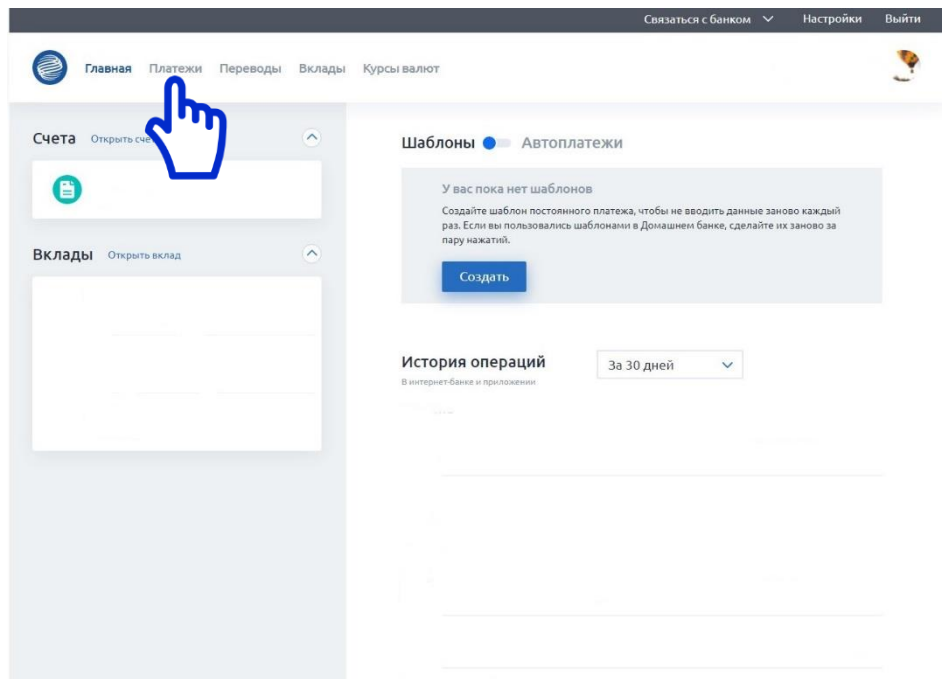 Связаться с банком Настройки Выйти
Главная Платежи Переводы Вклады Курсы валют
Счета Открыть
Шаблоны Автоплатежи
У вас пока нет шаблонов
Создайте шаблон постоянного платежа, чтобы не вводить данные заново каждый
раз. Если вы пользовались шаблонами в Домашнем банке, сделайте их заново за
пару нажатий.
Создать
Вклады Открыть вклад
История операций За 30 дней
В интернет-банке и приложении